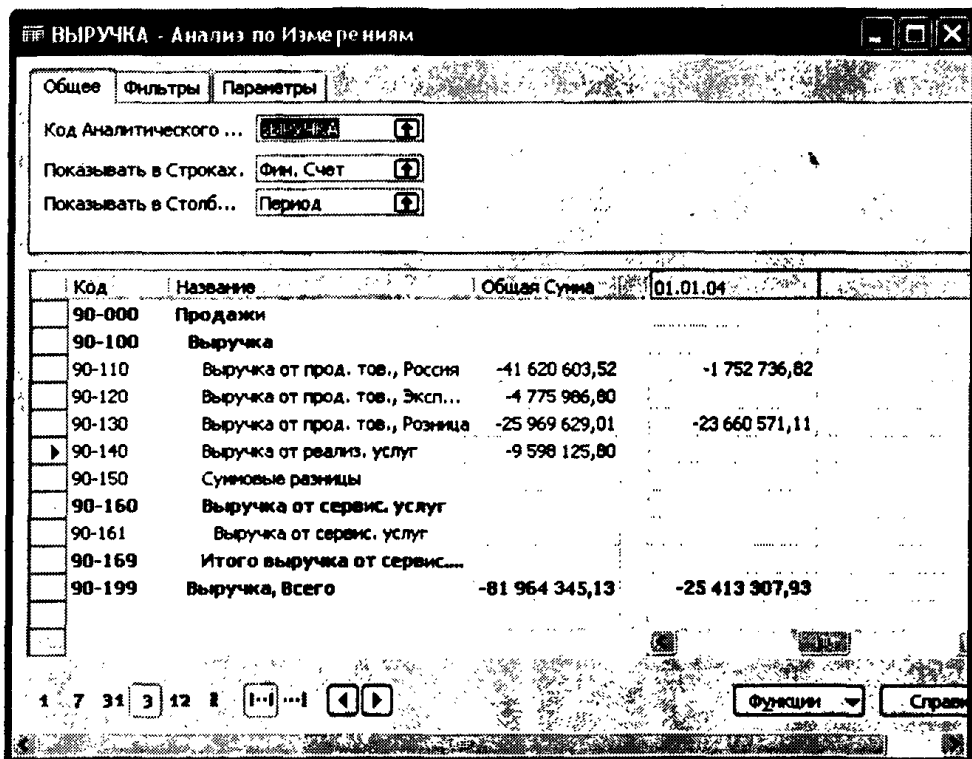 ВЫРУЧКА - Анализ по Измерениям
Общее Фильтры Параметры
Код Аналитического ... ВЫРУЧКА
Показывать в Строках. Фин. Счет
Показывать в Столб... Период
Код Название Общая Сумма 01.01.04
90-000 Продажи
90-100 Выручка
90-110 Выручка от прод. тов., Россия -41 620 603,52 -1 752 736,82
90-120 Выручка от прод. тов., Эксп... -4 775 986,80
90-130 Выручка от прод. тов., Розница -25 969 629,01 -23 660 571,11
90-140 Выручка от реализ. услуг -9 598 125,80
90-150 Суммовые разницы
90-160 Выручка от сервис. услуг
90-161 Выручка от сервис. услуг
90-169 Итого выручка от сервис....
90-199 Выручка, Всего -81 964 345,13 -25 413 307,93
1 7 31 3 12 Функции Справк